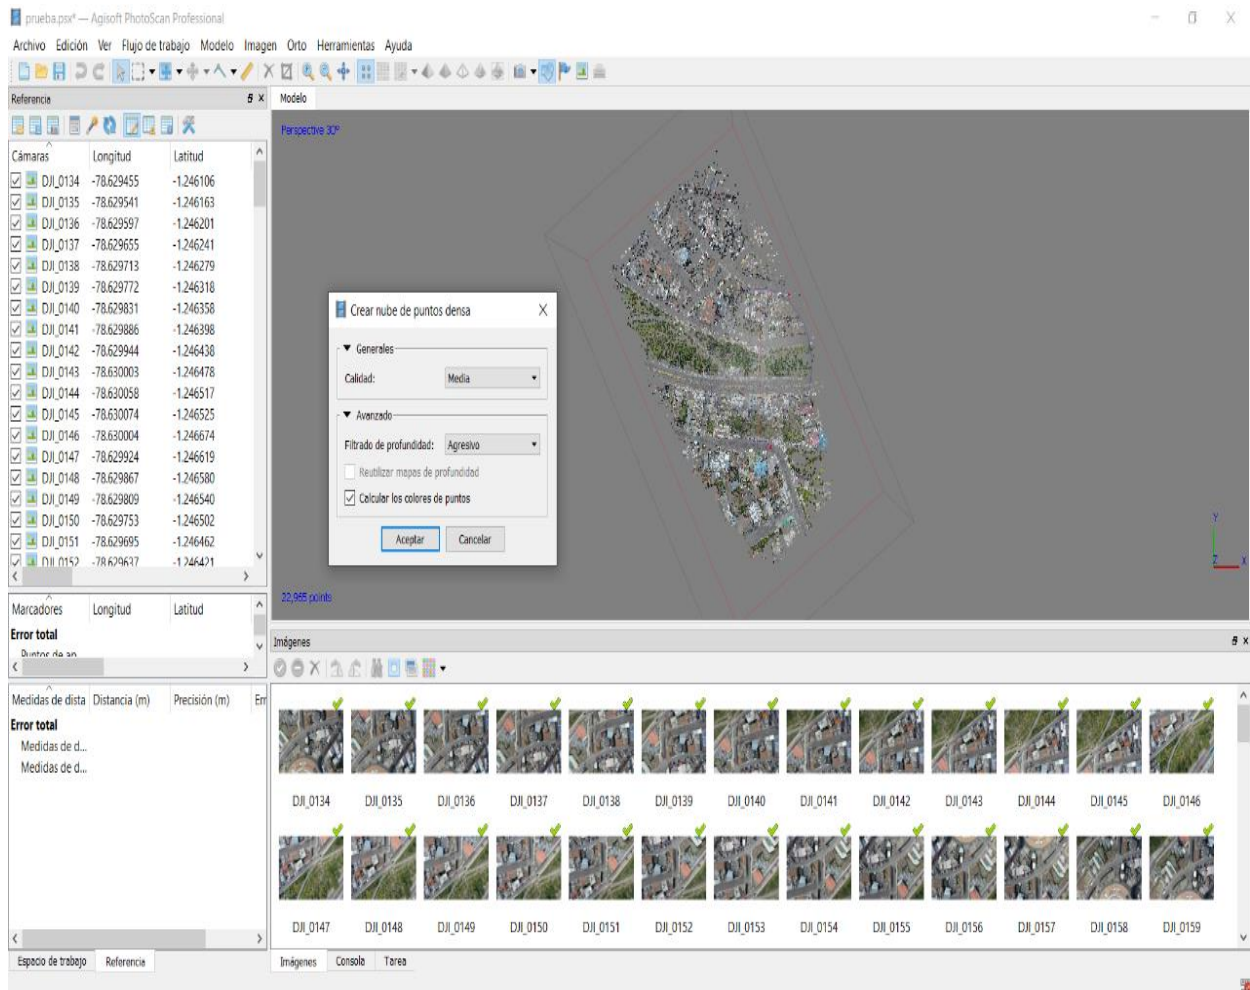 prueba.psx* — Agisoft PhotoScan Professional
Archivo Edición Ver Flujo de trabajo Modelo Imagen Orto Herramientas Ayuda
Referencia
Cámaras Longitud Latitud
DJI_0134 -78.629455 -1.246106
DJI_0135 -78.629541 -1.246163
DJI_0136 -78.629597 -1.246201
DJI_0137 -78.629655 -1.246241
DJI_0138 -78.629713 -1.246279
DJI_0139 -78.629772 -1.246318
DJI_0140 -78.629831 -1.246358
DJI_0141 -78.629886 -1.246398
DJI_0142 -78.629944 -1.246438
DJI_0143 -78.630003 -1.246478
DJI_0144 -78.630058 -1.246517
DJI_0145 -78.630074 -1.246525
DJI_0146 -78.630004 -1.246674
DJI_0147 -78.629924 -1.246619
DJI_0148 -78.629867 -1.246580
DJI_0149 -78.629809 -1.246540
DJI_0150 -78.629753 -1.246502
DJI_0151 -78.629695 -1.246462
DJI_0152 -78.629637 -1.246421
Marcadores Longitud Latitud
Error total
Puntos de ap
Medidas de dista Distancia (m) Precisión (m) Err
Error total
Medidas de d...
Medidas de d...
Espacio de trabajo Referencia
Modelo
Perspective 30°
Crear nube de puntos densa
Generales
Calidad: Media
Avanzado
Filtrado de profundidad: Agresivo
Reutilizar mapas de profundidad
Calcular los colores de puntos
Aceptar Cancelar
Y
Z X
22,965 points
Imágenes
DJI_0134 DJI_0135 DJI_0136 DJI_0137 DJI_0138 DJI_0139 DJI_0140 DJI_0141 DJI_0142 DJI_0143 DJI_0144 DJI_0145 DJI_0146
DJI_0147 DJI_0148 DJI_0149 DJI_0150 DJI_0151 DJI_0152 DJI_0153 DJI_0154 DJI_0155 DJI_0156 DJI_0157 DJI_0158 DJI_0159
Imágenes Consola Tarea